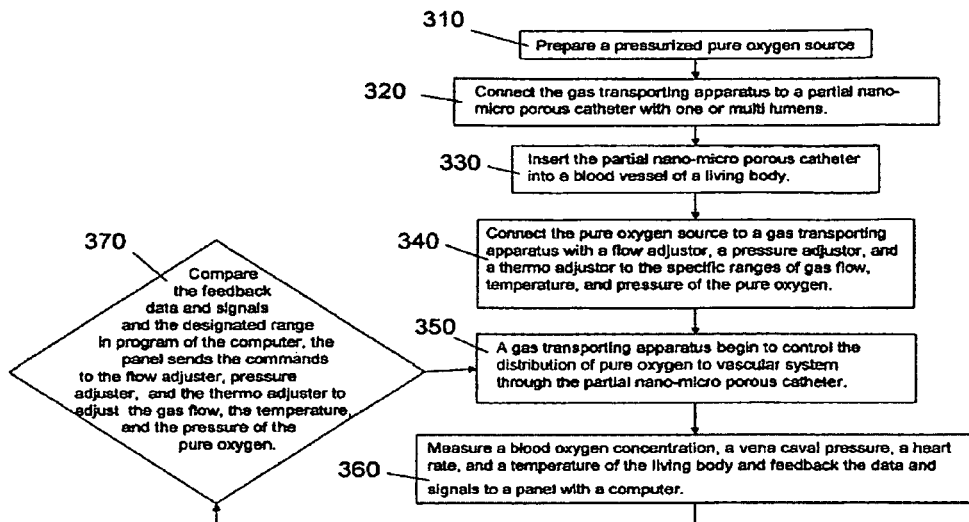 310
Prepare a pressurized pure oxygen source
320
Connect the gas transporting apparatus to a partial nano-
micro porous catheter with one or multi lumens.
330
Insert the partial nano-micro porous catheter
into a blood vessel of a living body.
340
Connect the pure oxygen source to a gas transporting
apparatus with a flow adjustor, a pressure adjustor, and
a thermo adjustor to the specific ranges of gas flow,
temperature, and pressure of the pure oxygen.
350
A gas transporting apparatus begin to control the
distribution of pure oxygen to vascular system
through the partial nano-micro porous catheter.
360
Measure a blood oxygen concentration, a vena caval pressure, a heart
rate, and a temperature of the living body and feedback the data and
signals to a panel with a computer.
370
Compare
the feedback
data and signals
and the designated range
in program of the computer, the
panel sends the commands
to the flow adjuster, pressure
adjuster, and the thermo adjuster to
adjust the gas flow, the temperature,
and the pressure of the
pure oxygen.